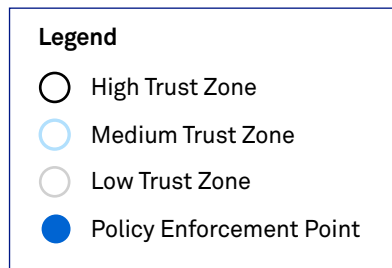 Legend
High Trust Zone
Medium Trust Zone
Low Trust Zone
Policy Enforcement Point